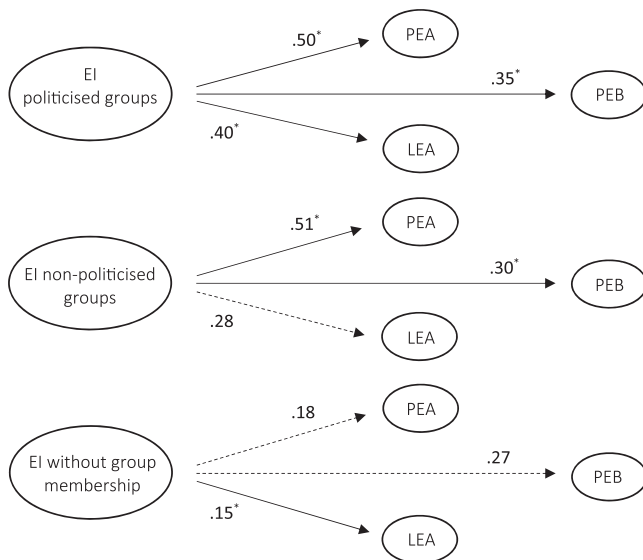 .50*
PEA
EI
politicised groups
.35*
PEB
.40*
LEA
.51*
PEA
EI non-politicised
groups
.30*
PEB
.28
LEA
.18
PEA
EI without group
membership
.27
PEB
.15*
LEA